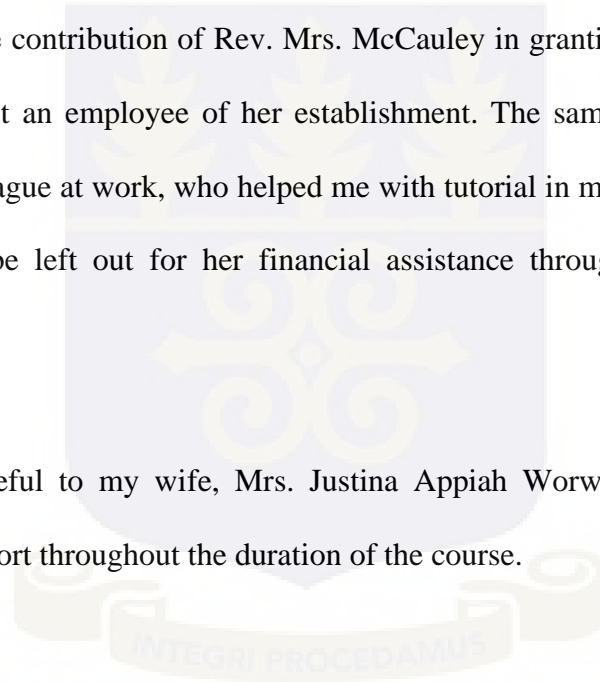 contribution of Rev. Mrs. McCauley in granti
t an employee of her establishment. The sam
ague at work, who helped me with tutorial in m
be left out for her financial assistance throug
eful to my wife, Mrs. Justina Appiah Worw
ort throughout the duration of the course.
INTEGRI PROCEDAMUS